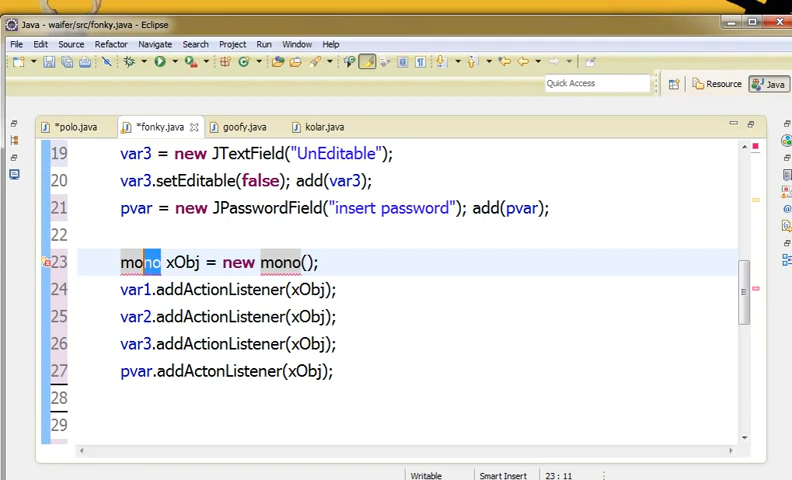 Java - waifer/src/fonky.java - Eclipse
File Edit Source Refactor Navigate Search Project Run Window Help
Quick Access Resource Java
*polo.java *fonky.java goofy.java kolar.java
19 var3 = new JTextField("UnEditable");
20 var3.setEditable(false); add(var3);
21 pvar = new JPasswordField("insert password"); add(pvar);
22
23 mono xObj = new mono();
24 var1.addActionListener(xObj);
25 var2.addActionListener(xObj);
26 var3.addActionListener(xObj);
27 pvar.addActonListener(xObj);
28
29
Writable Smart Insert 23 : 11